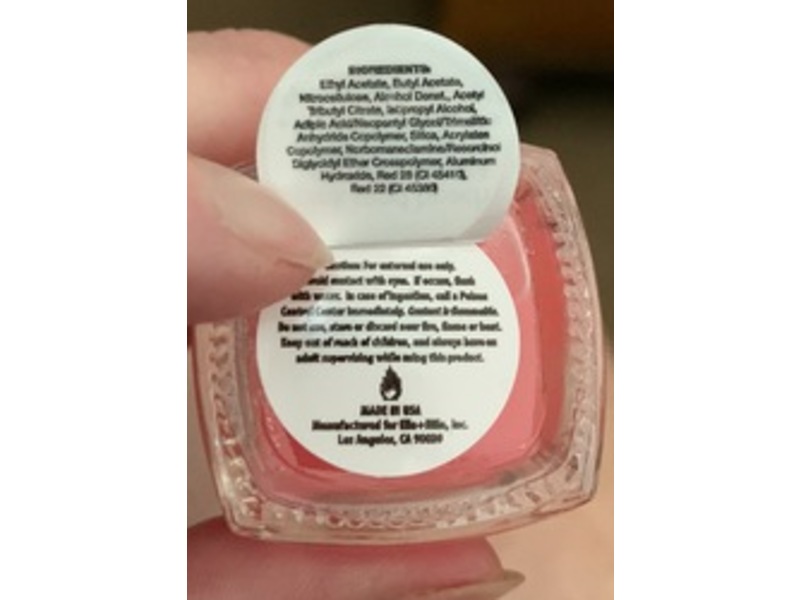 INGREDIENTS:
Ethyl Acetate, Butyl Acetate,
Nitrocellulose, Alcohol Denat., Acetyl
Tributyl Citrate, Isopropyl Alcohol,
Adipic Acid/Neopentyl Glycol/Trimellitic
Anhydride Copolymer, Silica, Acrylates
Copolymer, Norbornanediamine/Resorcinol
Diglycidyl Ether Crosspolymer, Aluminum
Hydroxide, Red 28 (CI 45410),
Red 22 (CI 45380)
For external use only.
contact with eyes. If occurs, flush
with water. In case of ingestion, call a Poison
Control Center immediately. Content is flammable.
Do not use, store or discard near fire, flame or heat.
Keep out of reach of children, and always have an
adult supervising while using this product.
MADE IN USA
Manufactured for Ella+Mila, Inc.
Los Angeles, CA